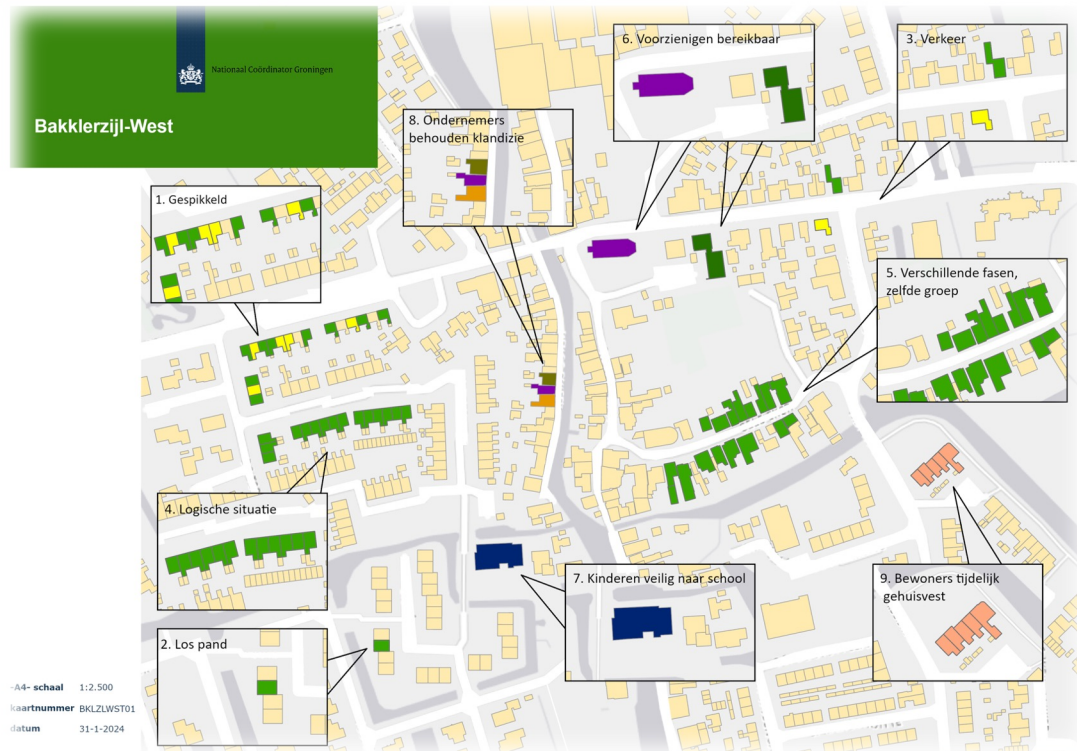 Nationaal Coördinator Groningen
Bakklerzijl-West
6. Voorzienigen bereikbaar
3. Verkeer
8. Ondernemers
behouden klandizie
1. Gespikkeld
5. Verschillende fasen,
zelfde groep
4. Logische situatie
7. Kinderen veilig naar school
9. Bewoners tijdelijk
gehuisvest
2. Los pand
-A4- schaal 1:2.500
kaartnummer BKLZLWST01
datum 31-1-2024